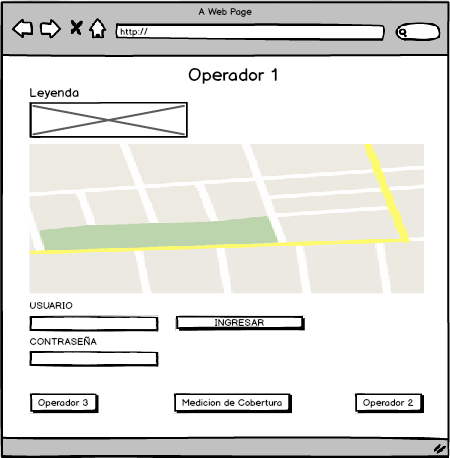 A Web Page
http://
Operador 1
Leyenda
USUARIO
INGRESAR
CONTRASEÑA
Operador 3
Medicion de Cobertura
Operador 2